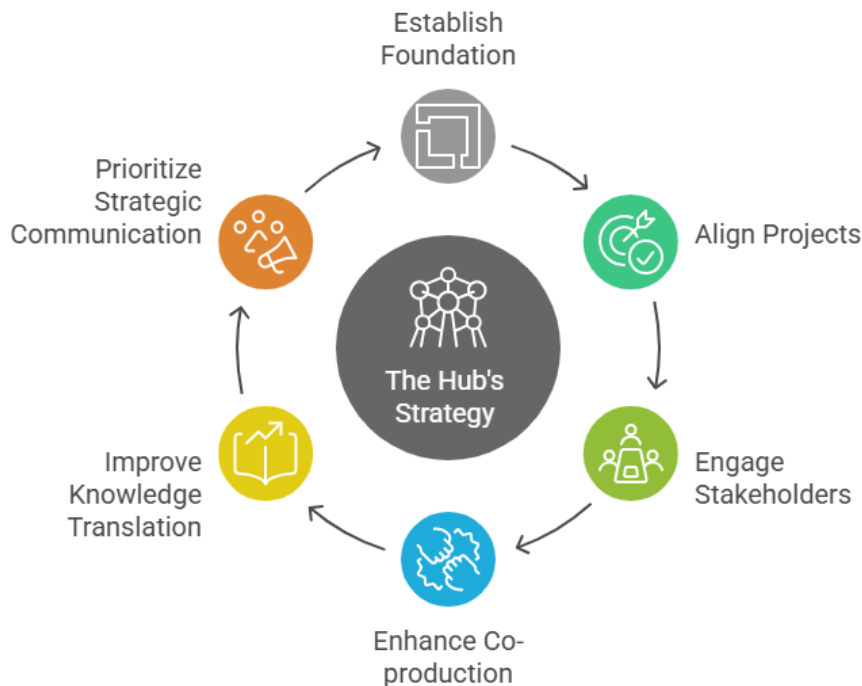 Establish
Foundation
Align Projects
Engage
Stakeholders
Enhance Co-
production
Improve
Knowledge
Translation
Prioritize
Strategic
Communication
The Hub's
Strategy